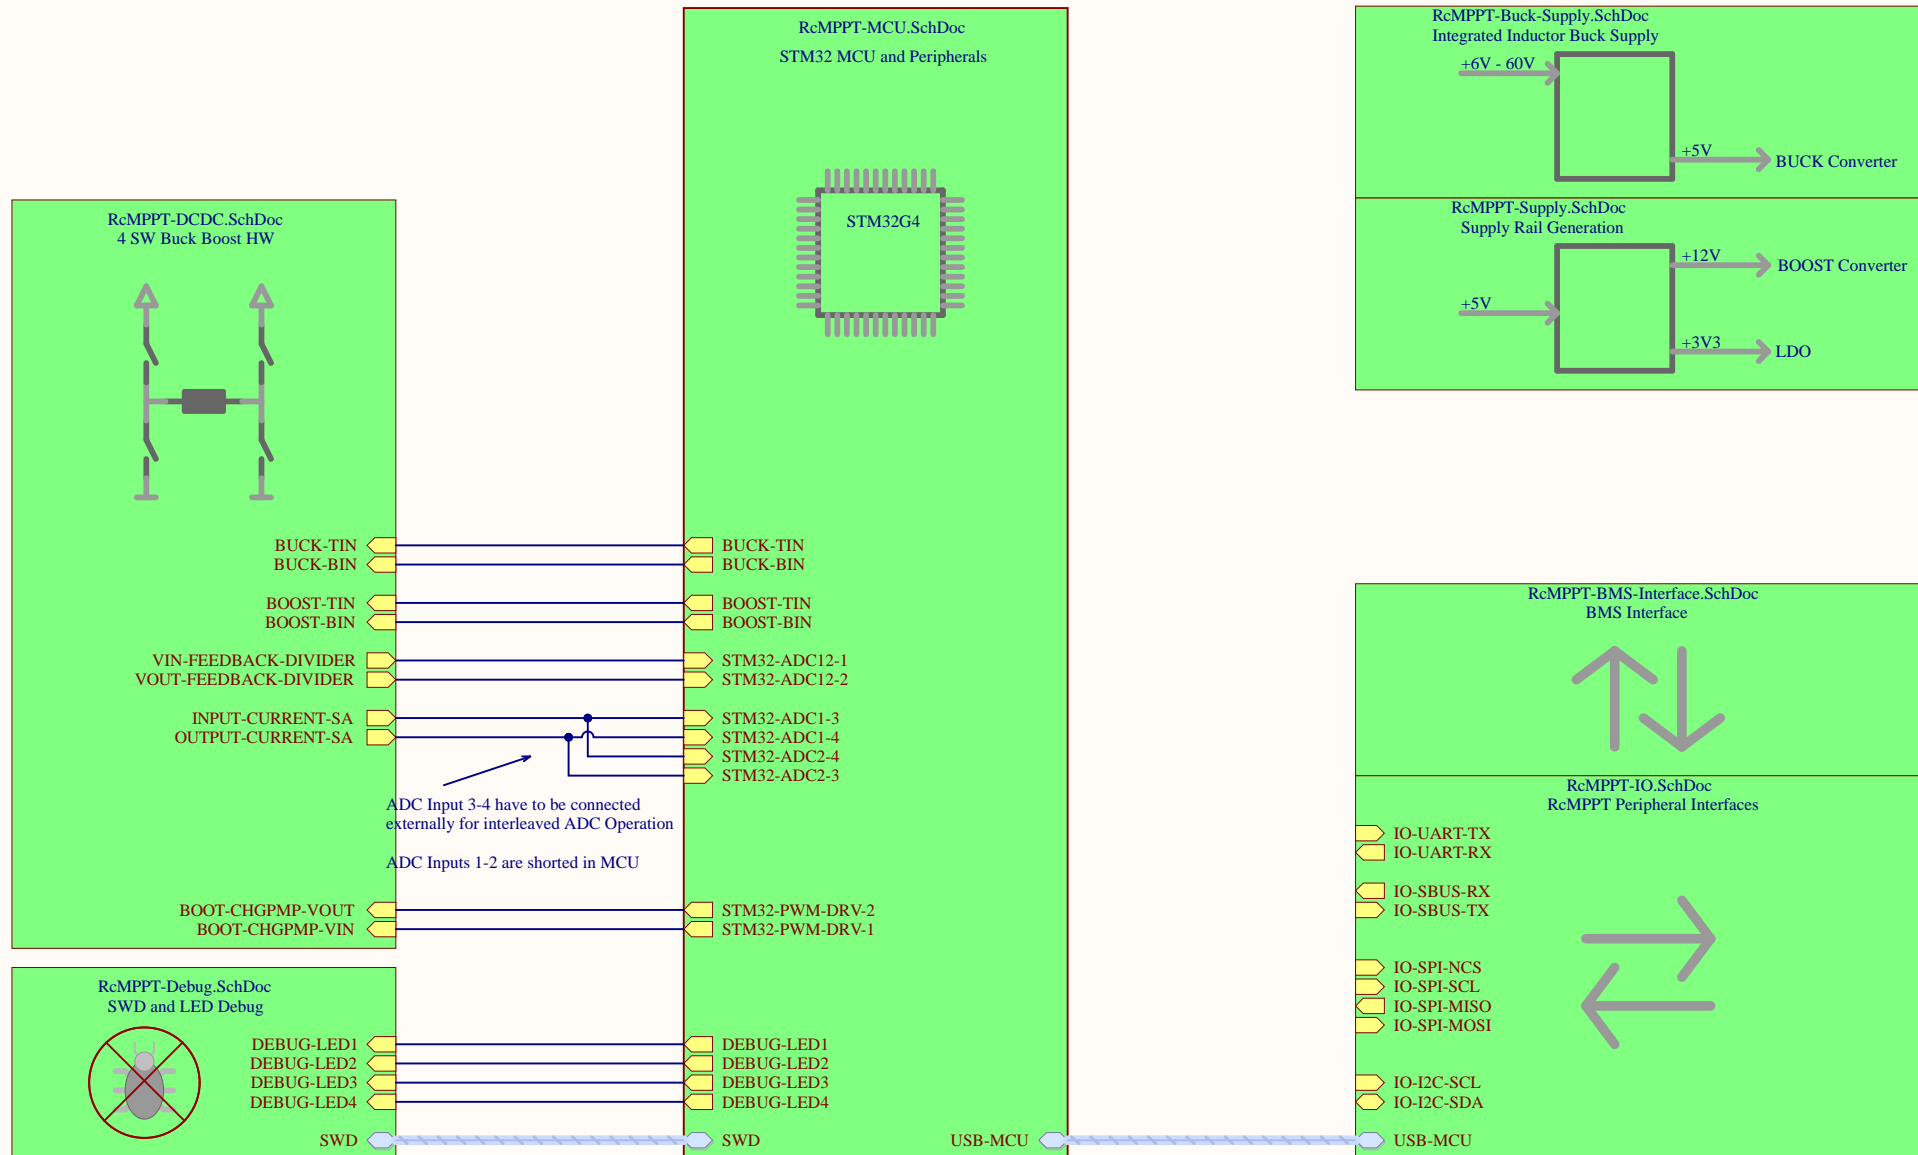 RcMPPT-DCDC.SchDoc
4 SW Buck Boost HW
BUCK-TIN
BUCK-BIN
BOOST-TIN
BOOST-BIN
VIN-FEEDBACK-DIVIDER
VOUT-FEEDBACK-DIVIDER
INPUT-CURRENT-SA
OUTPUT-CURRENT-SA
BOOT-CHGPMP-VOUT
BOOT-CHGPMP-VIN
ADC Input 3-4 have to be connected
externally for interleaved ADC Operation
ADC Inputs 1-2 are shorted in MCU
RcMPPT-Debug.SchDoc
SWD and LED Debug
DEBUG-LED1
DEBUG-LED2
DEBUG-LED3
DEBUG-LED4
SWD
RcMPPT-MCU.SchDoc
STM32 MCU and Peripherals
STM32G4
BUCK-TIN
BUCK-BIN
BOOST-TIN
BOOST-BIN
STM32-ADC12-1
STM32-ADC12-2
STM32-ADC1-3
STM32-ADC1-4
STM32-ADC2-4
STM32-ADC2-3
STM32-PWM-DRV-2
STM32-PWM-DRV-1
DEBUG-LED1
DEBUG-LED2
DEBUG-LED3
DEBUG-LED4
SWD
USB-MCU
RcMPPT-Buck-Supply.SchDoc
Integrated Inductor Buck Supply
+6V - 60V
+5V
BUCK Converter
RcMPPT-Supply.SchDoc
Supply Rail Generation
+12V
BOOST Converter
+5V
+3V3
LDO
RcMPPT-BMS-Interface.SchDoc
BMS Interface
RcMPPT-IO.SchDoc
RcMPPT Peripheral Interfaces
IO-UART-TX
IO-UART-RX
IO-SBUS-RX
IO-SBUS-TX
IO-SPI-NCS
IO-SPI-SCL
IO-SPI-MISO
IO-SPI-MOSI
IO-I2C-SCL
IO-I2C-SDA
USB-MCU